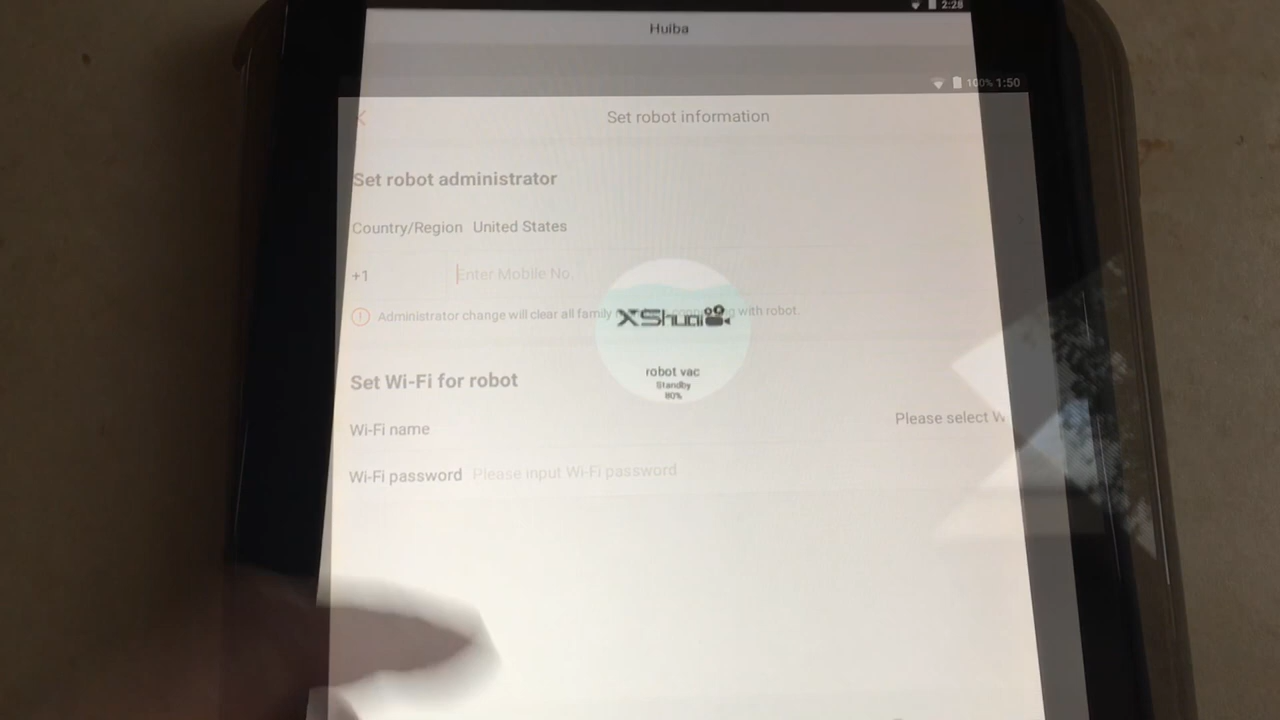 2:28
Huiba
100% 1:50
Set robot information
Set robot administrator
Country/Region United States
+1 Enter Mobile No.
Administrator change will clear all family with robot.
XShuai
robot vac
Standby
80%
Set Wi-Fi for robot
Wi-Fi name Please select W
Wi-Fi password Please input Wi-Fi password